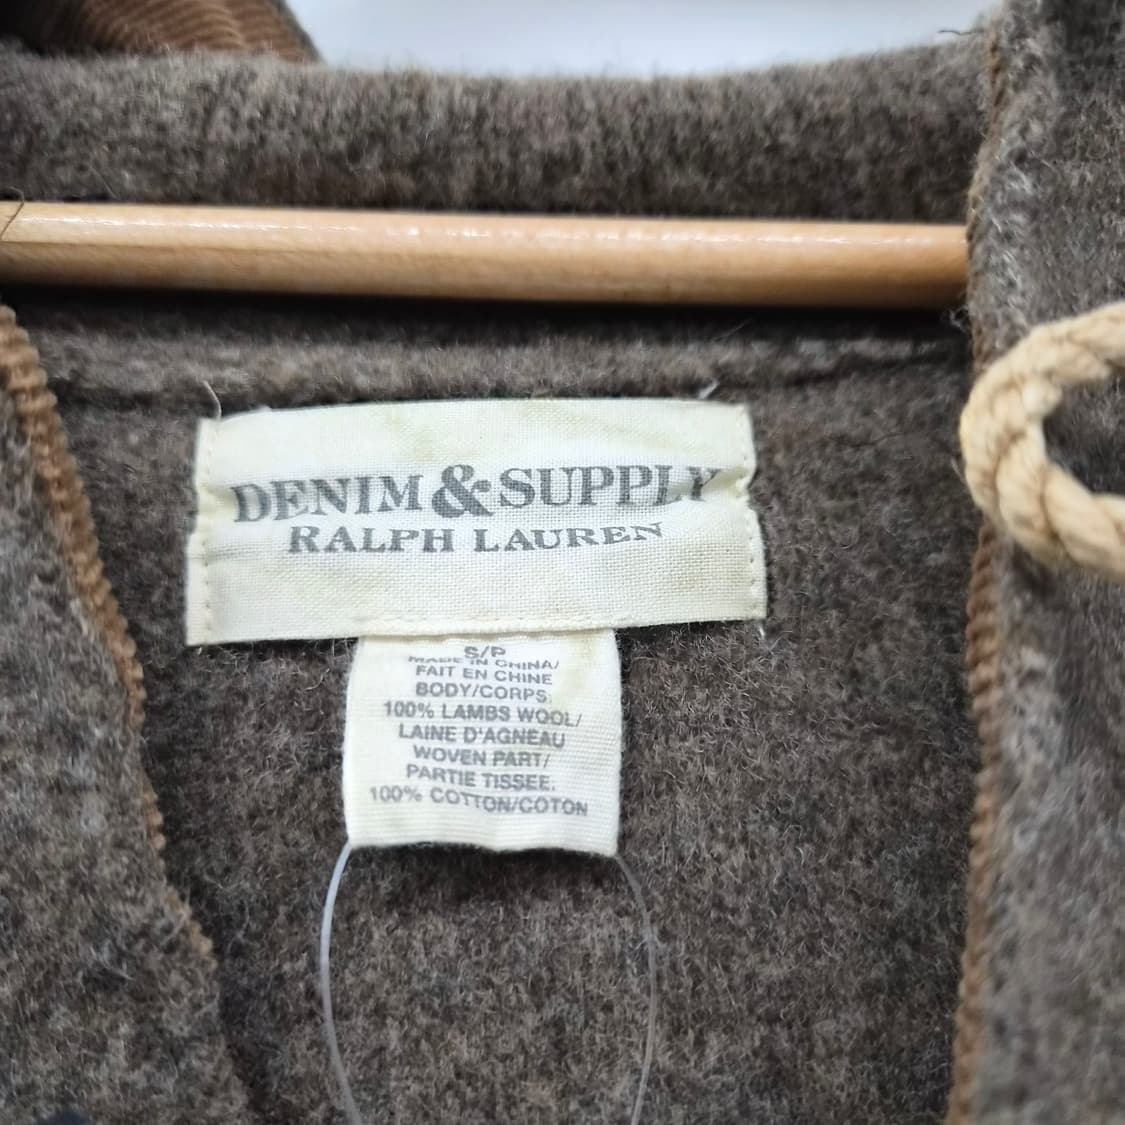 DENIM & SUPPLY
RALPH LAUREN
S/P
MADE IN CHINA/
FAIT EN CHINE
BODY/CORPS:
100% LAMBS WOOL/
LAINE D'AGNEAU
WOVEN PART/
PARTIE TISSEE.
100% COTTON/COTON